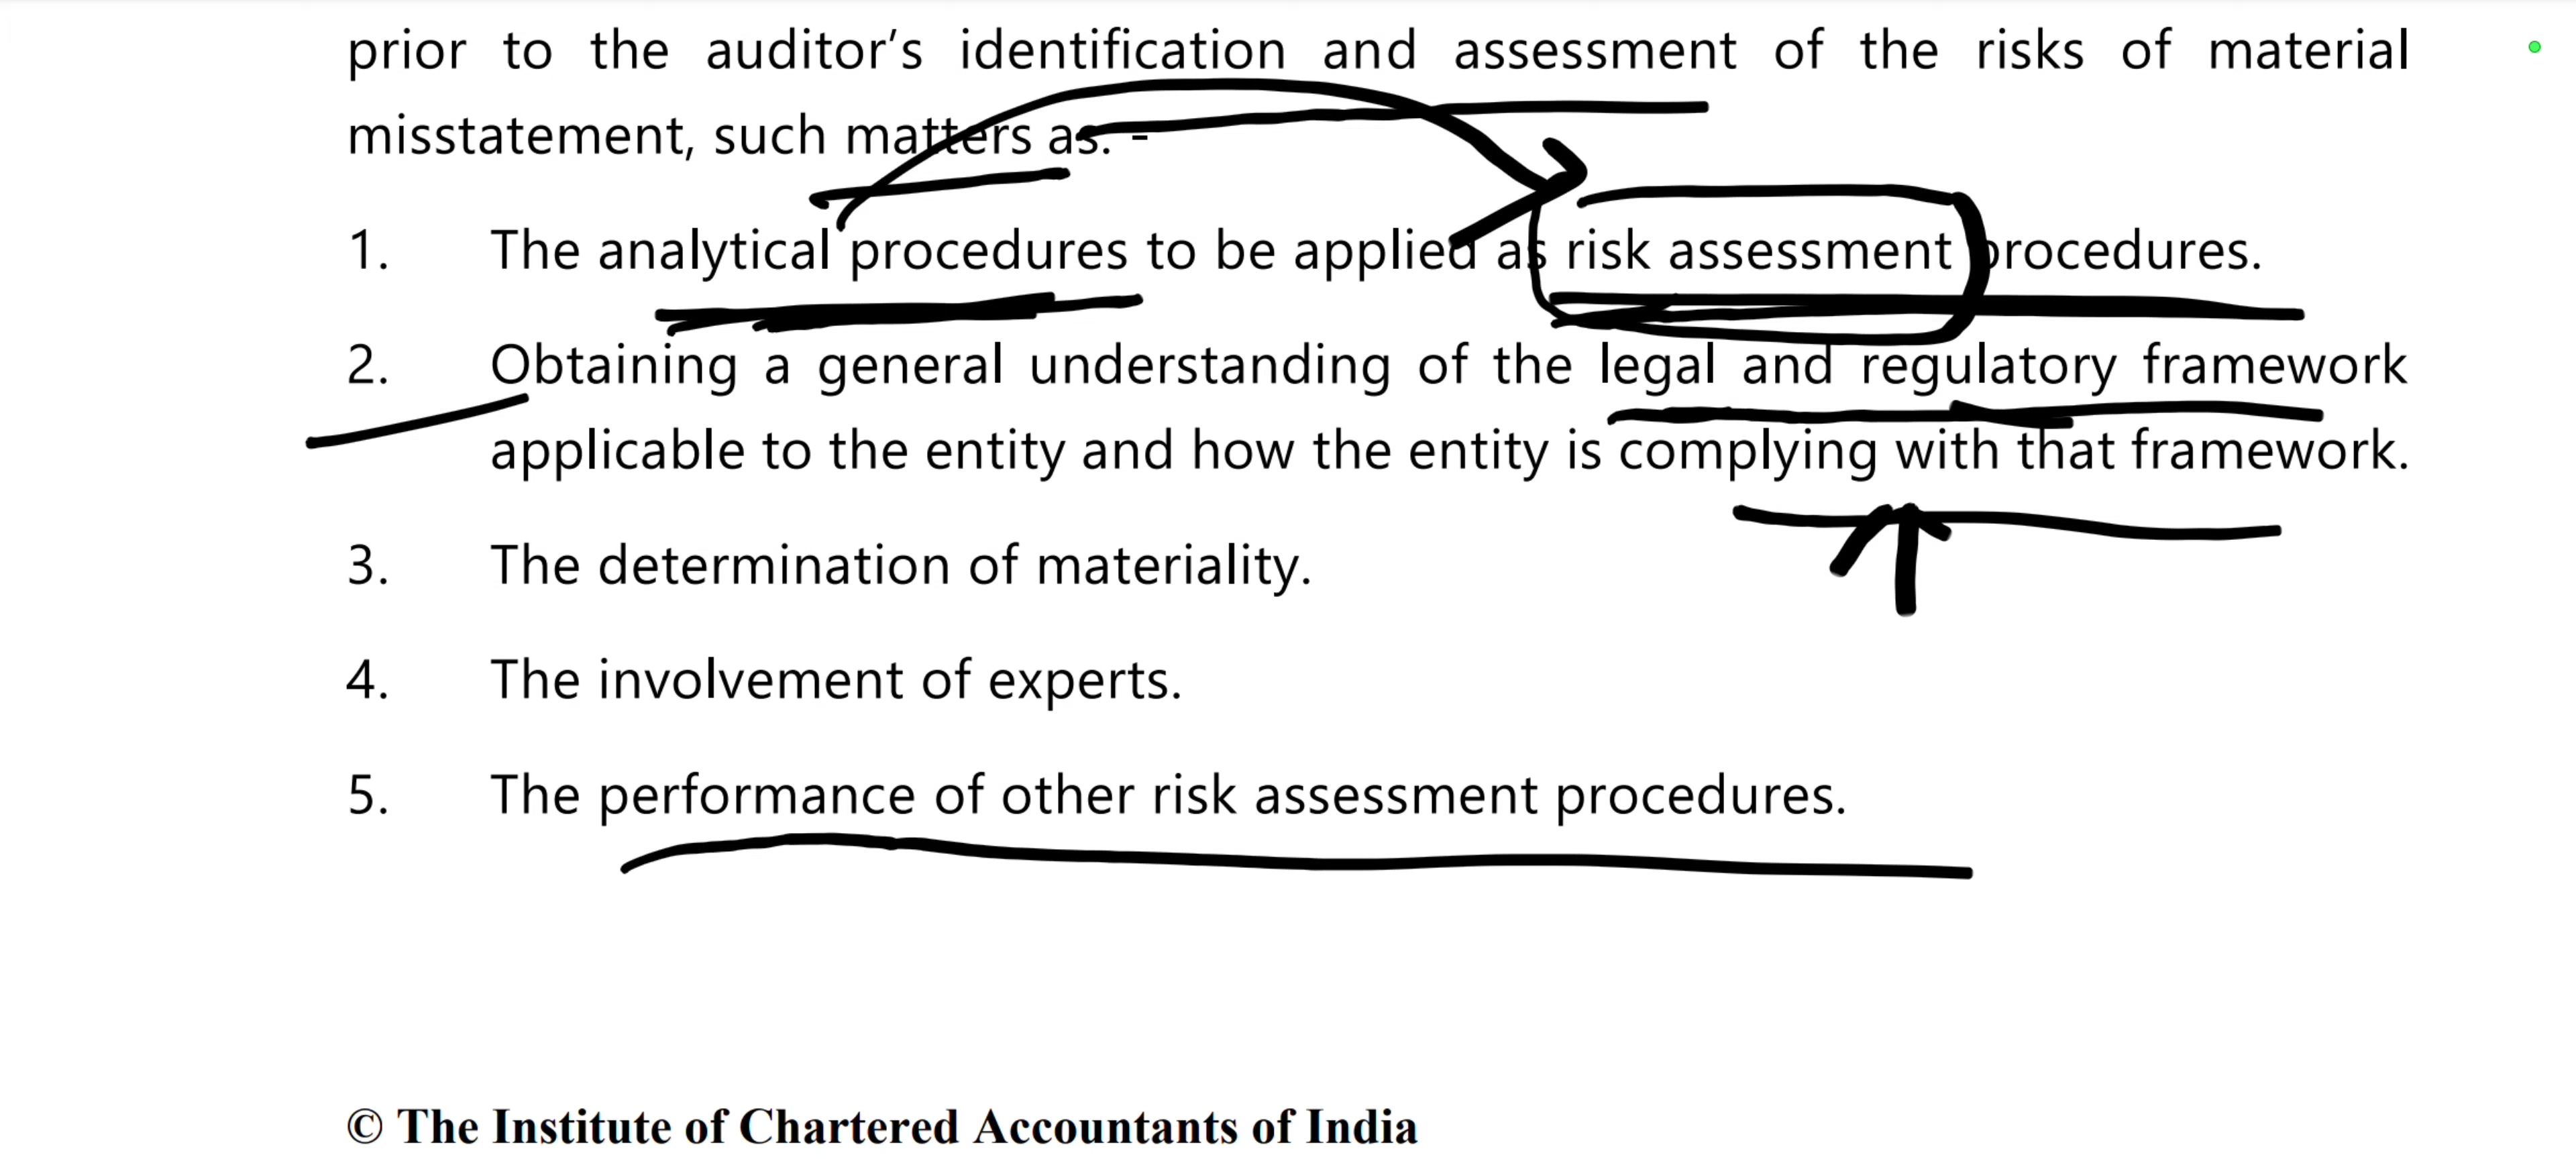 prior to the auditor’s identification and assessment of the risks of material
misstatement, such matters as: -
1. The analytical procedures to be applied as risk assessment procedures.
2. Obtaining a general understanding of the legal and regulatory framework
applicable to the entity and how the entity is complying with that framework.
3. The determination of materiality.
4. The involvement of experts.
5. The performance of other risk assessment procedures.
© The Institute of Chartered Accountants of India